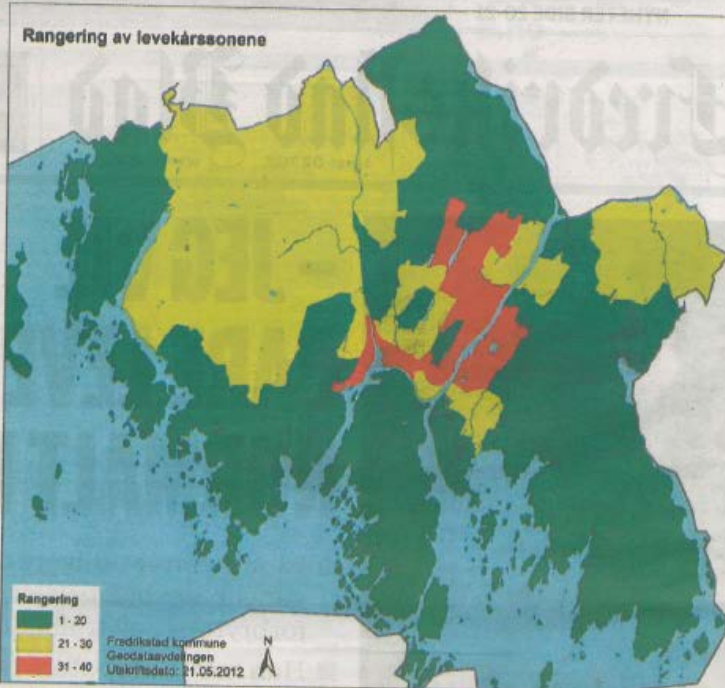 Rangering av levekårssonene
Rangering
1 - 20
21 - 30
31 - 40
Fredrikstad kommune
Geodataavdelingen
Utskriftsdato: 21.05.2012
N